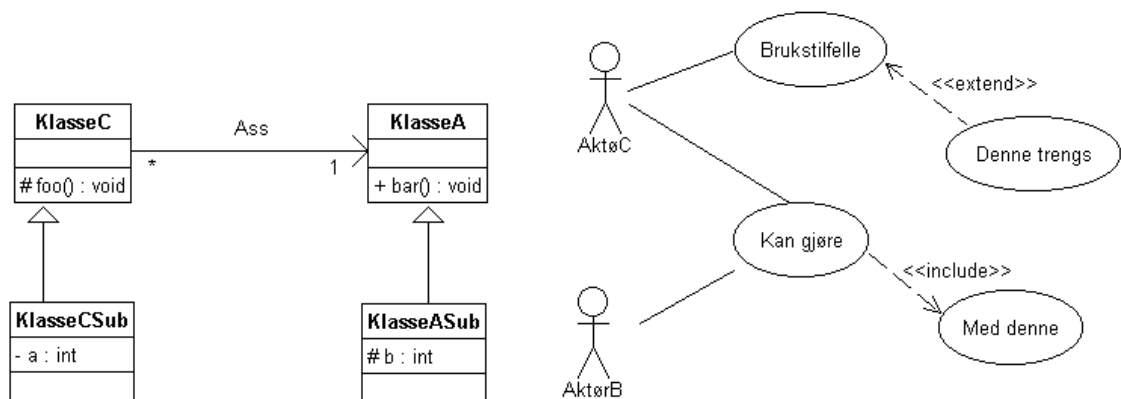 KlasseC
# foo() : void
Ass
*
1
KlasseA
+ bar() : void
KlasseCSub
- a : int
KlasseASub
# b : int
Brukstilfelle
<<extend>>
Denne trengs
AktøC
Kan gjøre
<<include>>
Med denne
AktørB